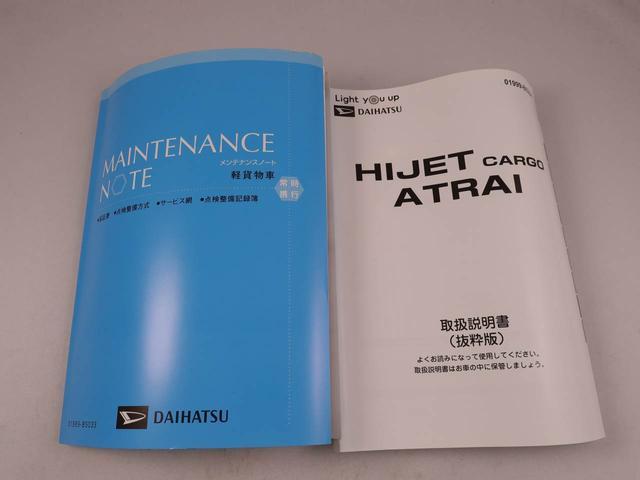 MAINTENANCE
NOTE
メンテナンスノート
軽貨物車
常時
携行
•保証書 •点検整備方式 •サービス網 •点検整備記録簿
DAIHATSU
01999-B5033
Light you up
DAIHATSU
HIJET CARGO
ATRAI
取扱説明書
(抜粋版)
よくお読みになって使用してください。
取扱説明書はお車の中に保管しましょう。